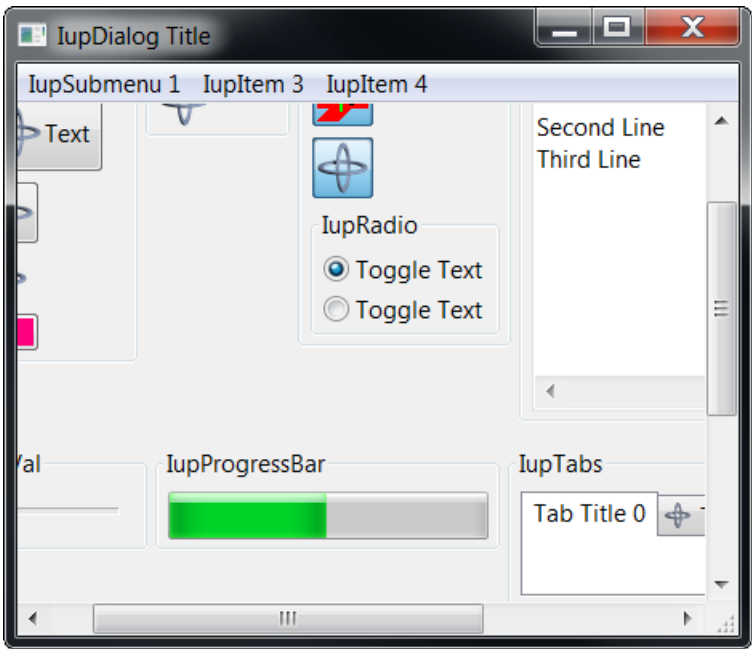 IupDialog Title
IupSubmenu 1 IupItem 3 IupItem 4
Text
Second Line
Third Line
IupRadio
Toggle Text
Toggle Text
IupProgressBar
IupTabs
Tab Title 0